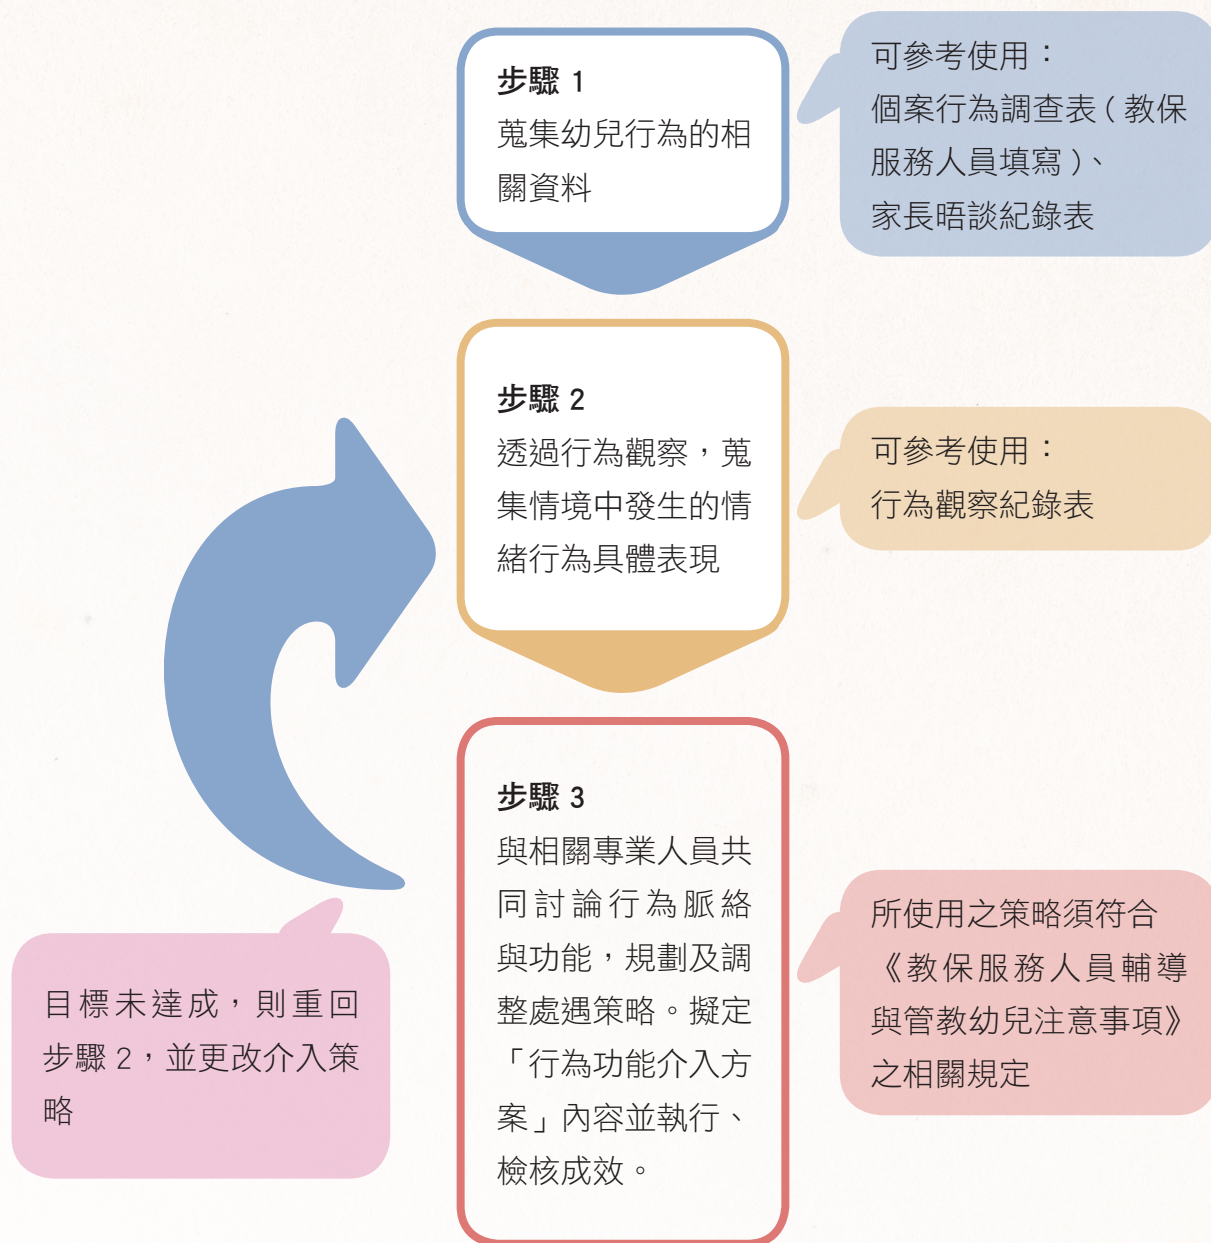 步驟 1
蒐集幼兒行為的相
關資料
可參考使用：
個案行為調查表（教保
服務人員填寫）、
家長晤談紀錄表
步驟 2
透過行為觀察，蒐
集情境中發生的情
緒行為具體表現
可參考使用：
行為觀察紀錄表
步驟 3
與相關專業人員共
同討論行為脈絡
與功能，規劃及調
整處遇策略。擬定
「行為功能介入方
案」內容並執行、
檢核成效。
所使用之策略須符合
《教保服務人員輔導
與管教幼兒注意事項》
之相關規定
目標未達成，則重回
步驟 2，並更改介入策
略